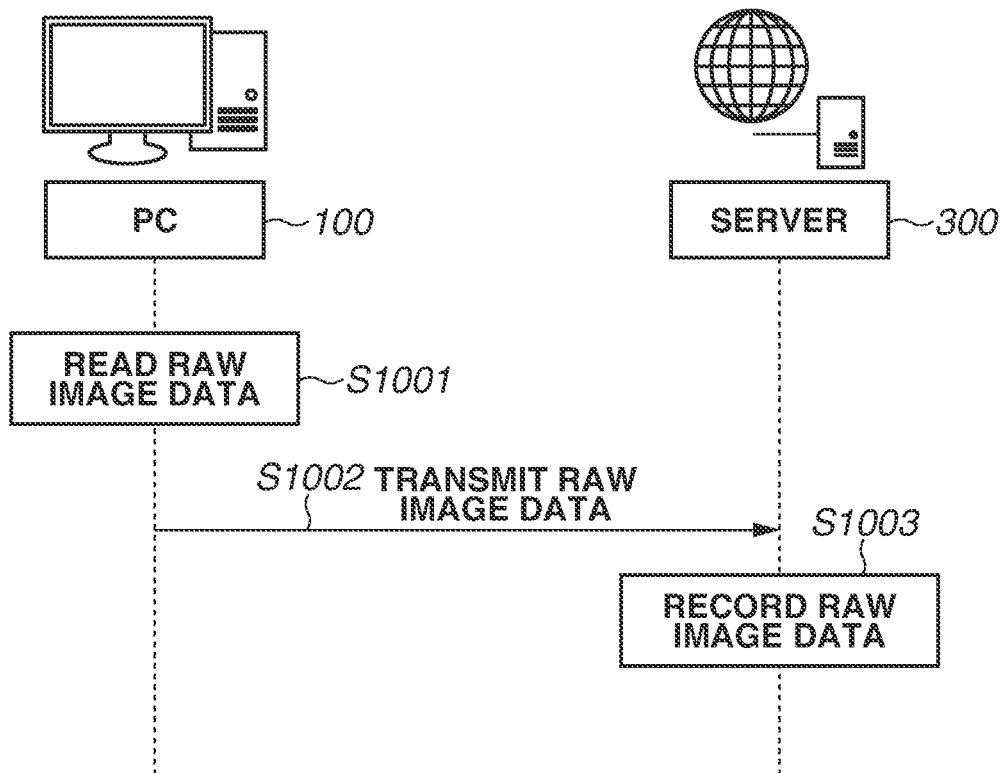 PC
100
SERVER
300
READ RAW
IMAGE DATA
S1001
S1002
TRANSMIT RAW
IMAGE DATA
S1003
RECORD RAW
IMAGE DATA